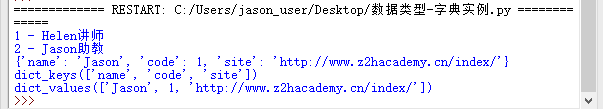 ============= RESTART: C:/Users/jason_user/Desktop/数据类型-字典实例.py ========
=====
1 - Helen讲师
2 - Jason助教
{'name': 'Jason', 'code': 1, 'site': 'http://www.z2hacademy.cn/index/'}
dict_keys(['name', 'code', 'site'])
dict_values(['Jason', 1, 'http://www.z2hacademy.cn/index/'])
>>>